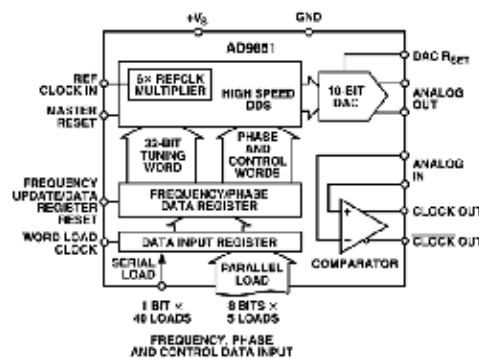 +VS
GND
AD9851
REF
CLOCK IN
6× REFCLK
MULTIPLIER
HIGH SPEED
DDS
10-BIT
DAC
DAC RSET
ANALOG
OUT
MASTER
RESET
32-BIT
TUNING
WORD
PHASE
AND
CONTROL
WORDS
ANALOG
IN
FREQUENCY
UPDATE/DATA
REGISTER
RESET
FREQUENCY/PHASE
DATA REGISTER
CLOCK OUT
WORD LOAD
CLOCK
DATA INPUT REGISTER
CLOCK OUT
COMPARATOR
SERIAL
LOAD
PARALLEL
LOAD
1 BIT ×
40 LOADS
8 BITS ×
5 LOADS
FREQUENCY, PHASE
AND CONTROL DATA INPUT